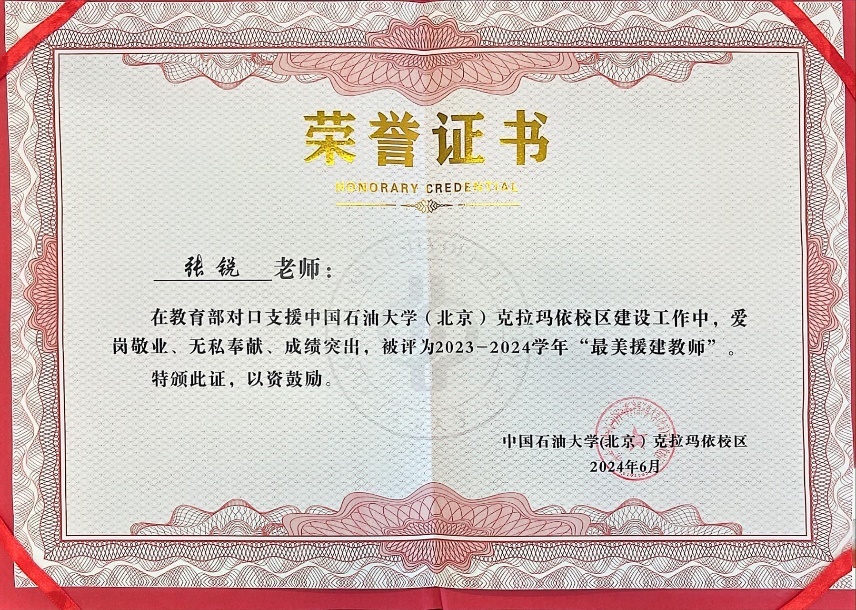 荣誉证书
HONORARY CREDENTIAL
张锐 老师：
在教育部对口支援中国石油大学（北京）克拉玛依校区建设工作中，爱
岗敬业、无私奉献、成绩突出，被评为2023-2024学年“最美援建教师”。
特颁此证，以资鼓励。
中国石油大学(北京）克拉玛依校区
2024年6月